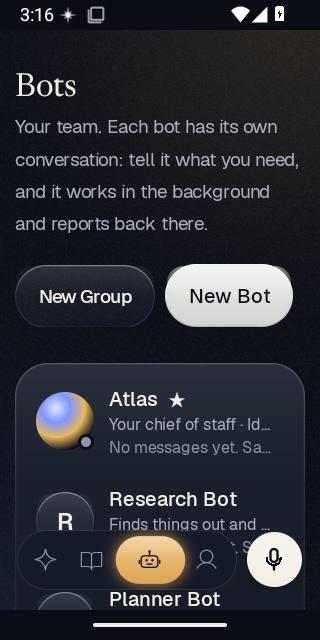 3:16
Bots
Your team. Each bot has its own
conversation: tell it what you need,
and it works in the background
and reports back there.
New Group
New Bot
Atlas ★
Your chief of staff · Id…
No messages yet. Sa…
R
Research Bot
Finds things out and …
Planner Bot